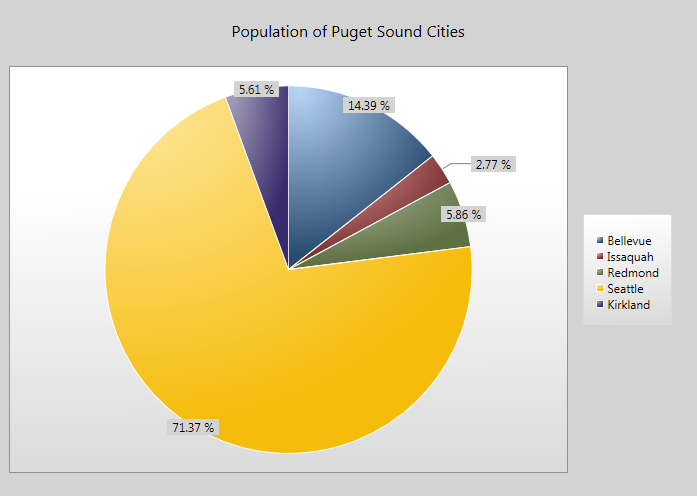 Population of Puget Sound Cities
5.61 %
14.39 %
2.77 %
5.86 %
71.37 %
Bellevue
Issaquah
Redmond
Seattle
Kirkland